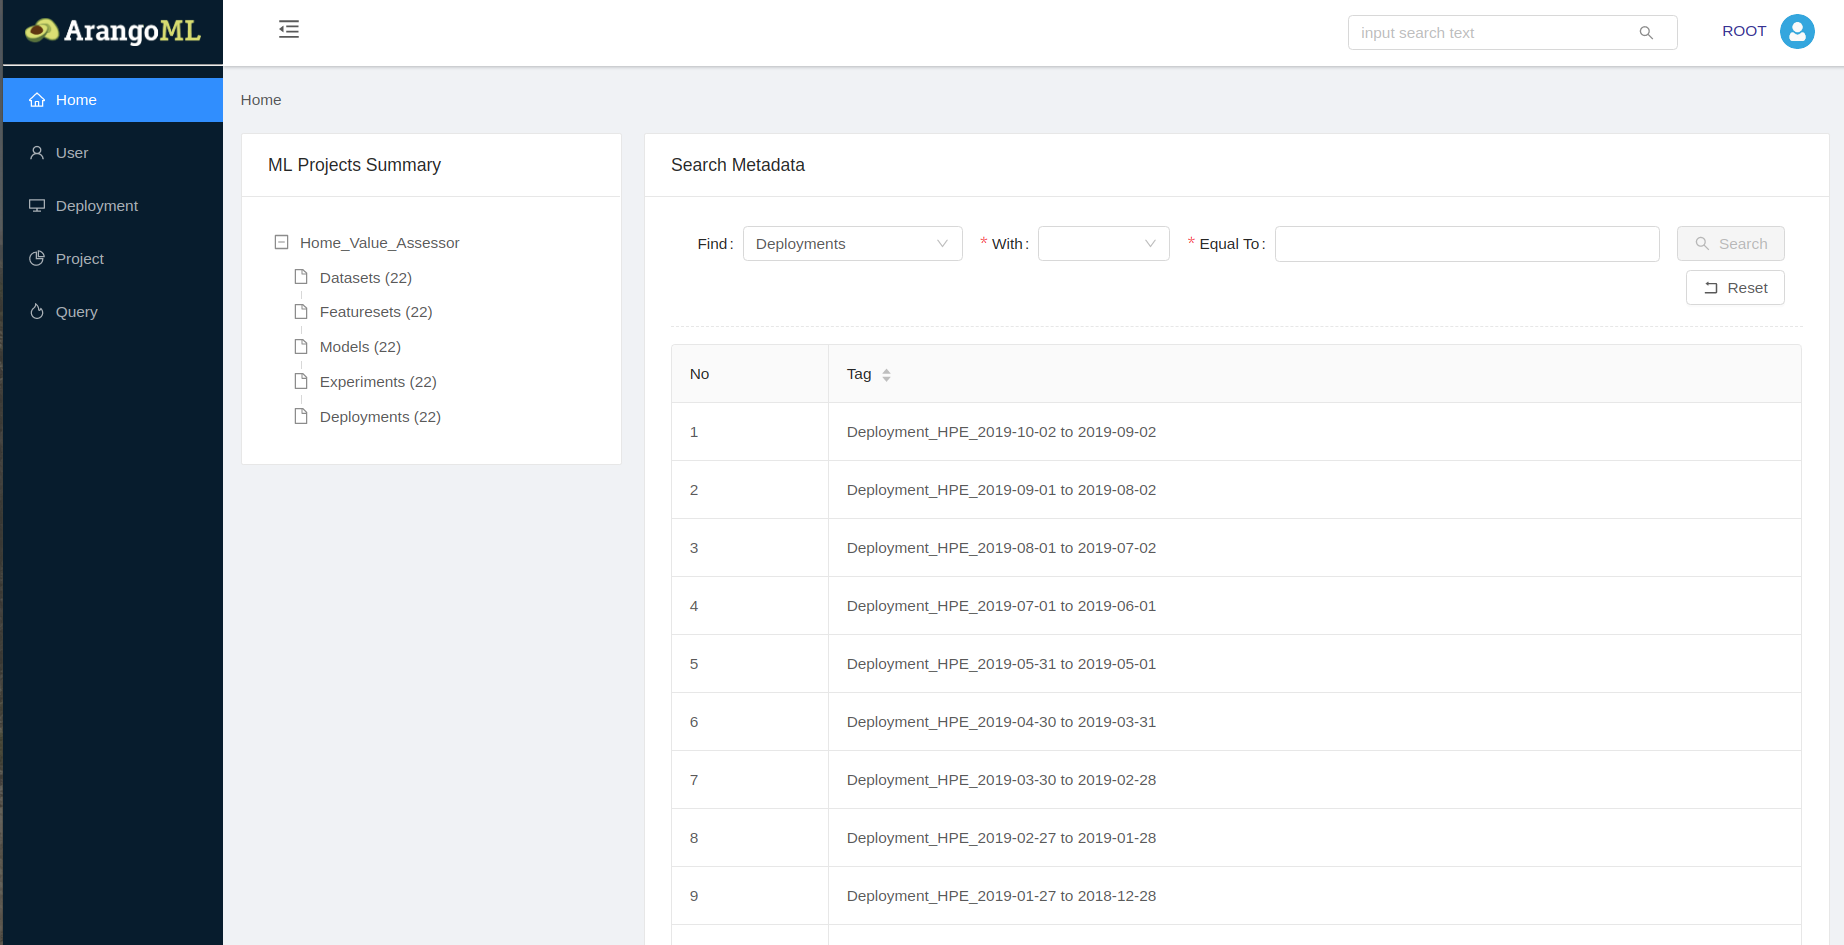 ArangoML
input search text
ROOT
Home
User
Deployment
Project
Query
Home
ML Projects Summary
Home_Value_Assessor
Datasets (22)
Featuresets (22)
Models (22)
Experiments (22)
Deployments (22)
Search Metadata
Find: Deployments * With: * Equal To: Search
Reset
No Tag
1 Deployment_HPE_2019-10-02 to 2019-09-02
2 Deployment_HPE_2019-09-01 to 2019-08-02
3 Deployment_HPE_2019-08-01 to 2019-07-02
4 Deployment_HPE_2019-07-01 to 2019-06-01
5 Deployment_HPE_2019-05-31 to 2019-05-01
6 Deployment_HPE_2019-04-30 to 2019-03-31
7 Deployment_HPE_2019-03-30 to 2019-02-28
8 Deployment_HPE_2019-02-27 to 2019-01-28
9 Deployment_HPE_2019-01-27 to 2018-12-28